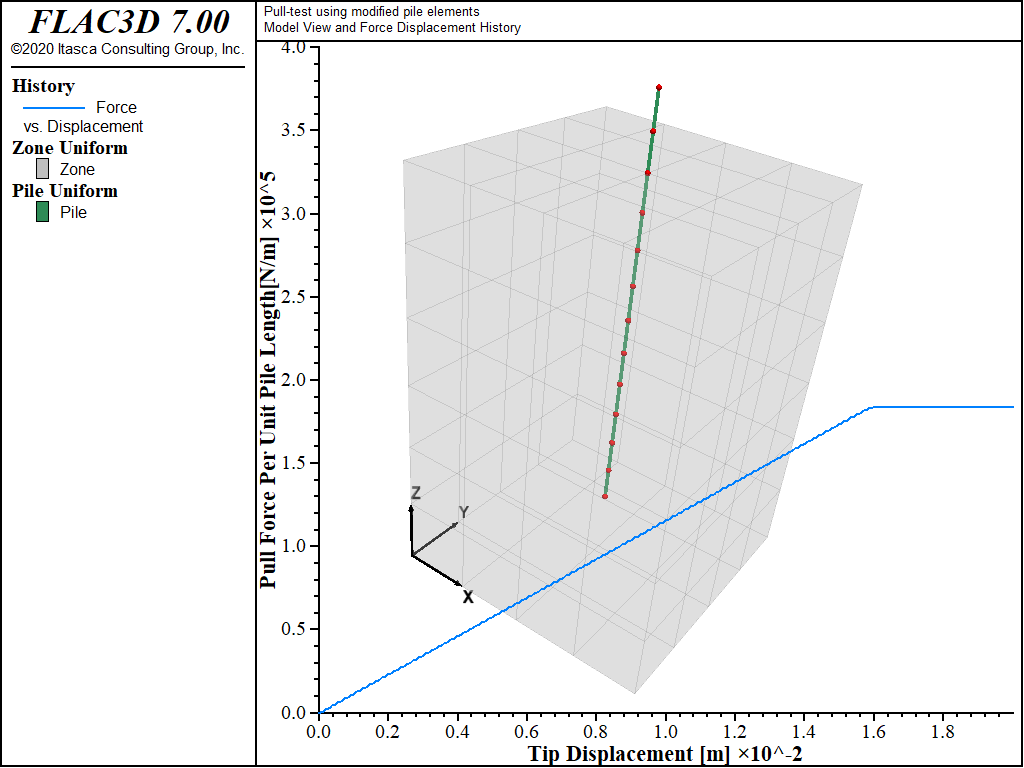 FLAC3D 7.00
©2020 Itasca Consulting Group, Inc.
History
Force
vs. Displacement
Zone Uniform
Zone
Pile Uniform
Pile
Pull-test using modified pile elements
Model View and Force Displacement History
Pull Force Per Unit Pile Length[N/m] ×10^5
4.0
3.5
3.0
2.5
2.0
1.5
1.0
0.5
0.0
Z
Y
X
0.0 0.2 0.4 0.6 0.8 1.0 1.2 1.4 1.6 1.8
Tip Displacement [m] ×10^-2